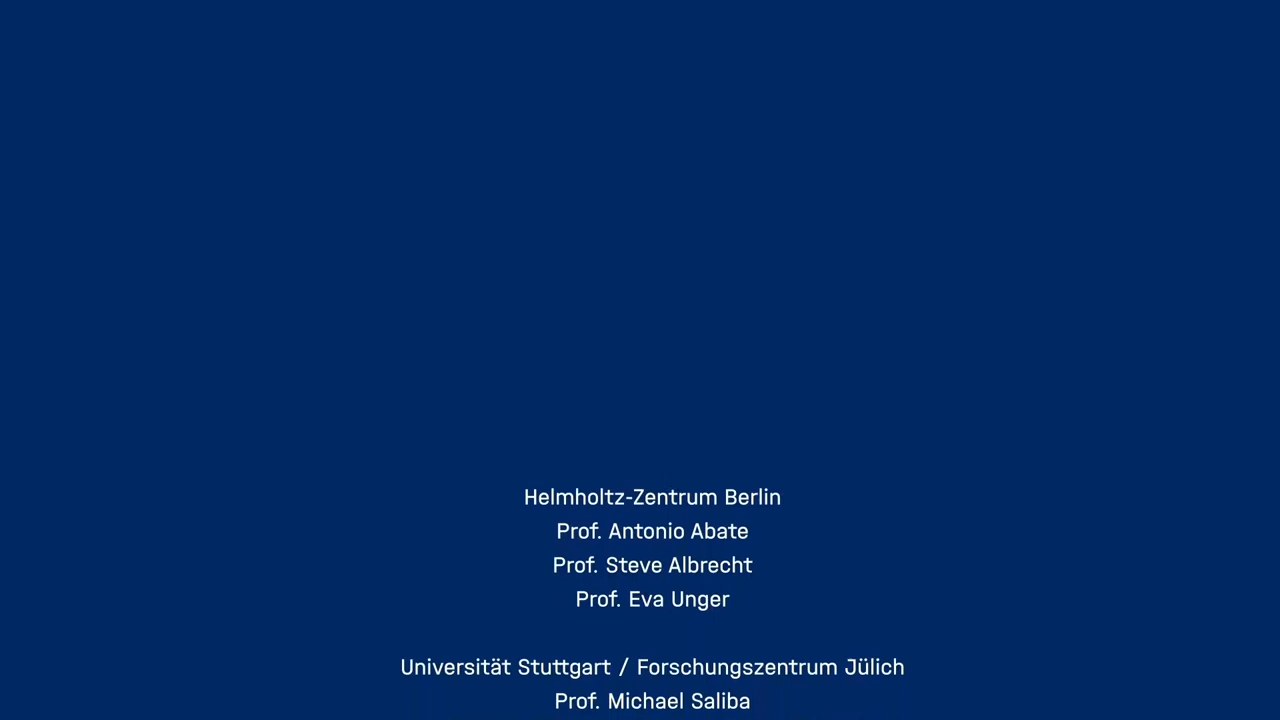 Helmholtz-Zentrum Berlin
Prof. Antonio Abate
Prof. Steve Albrecht
Prof. Eva Unger
Universität Stuttgart / Forschungszentrum Jülich
Prof. Michael Saliba